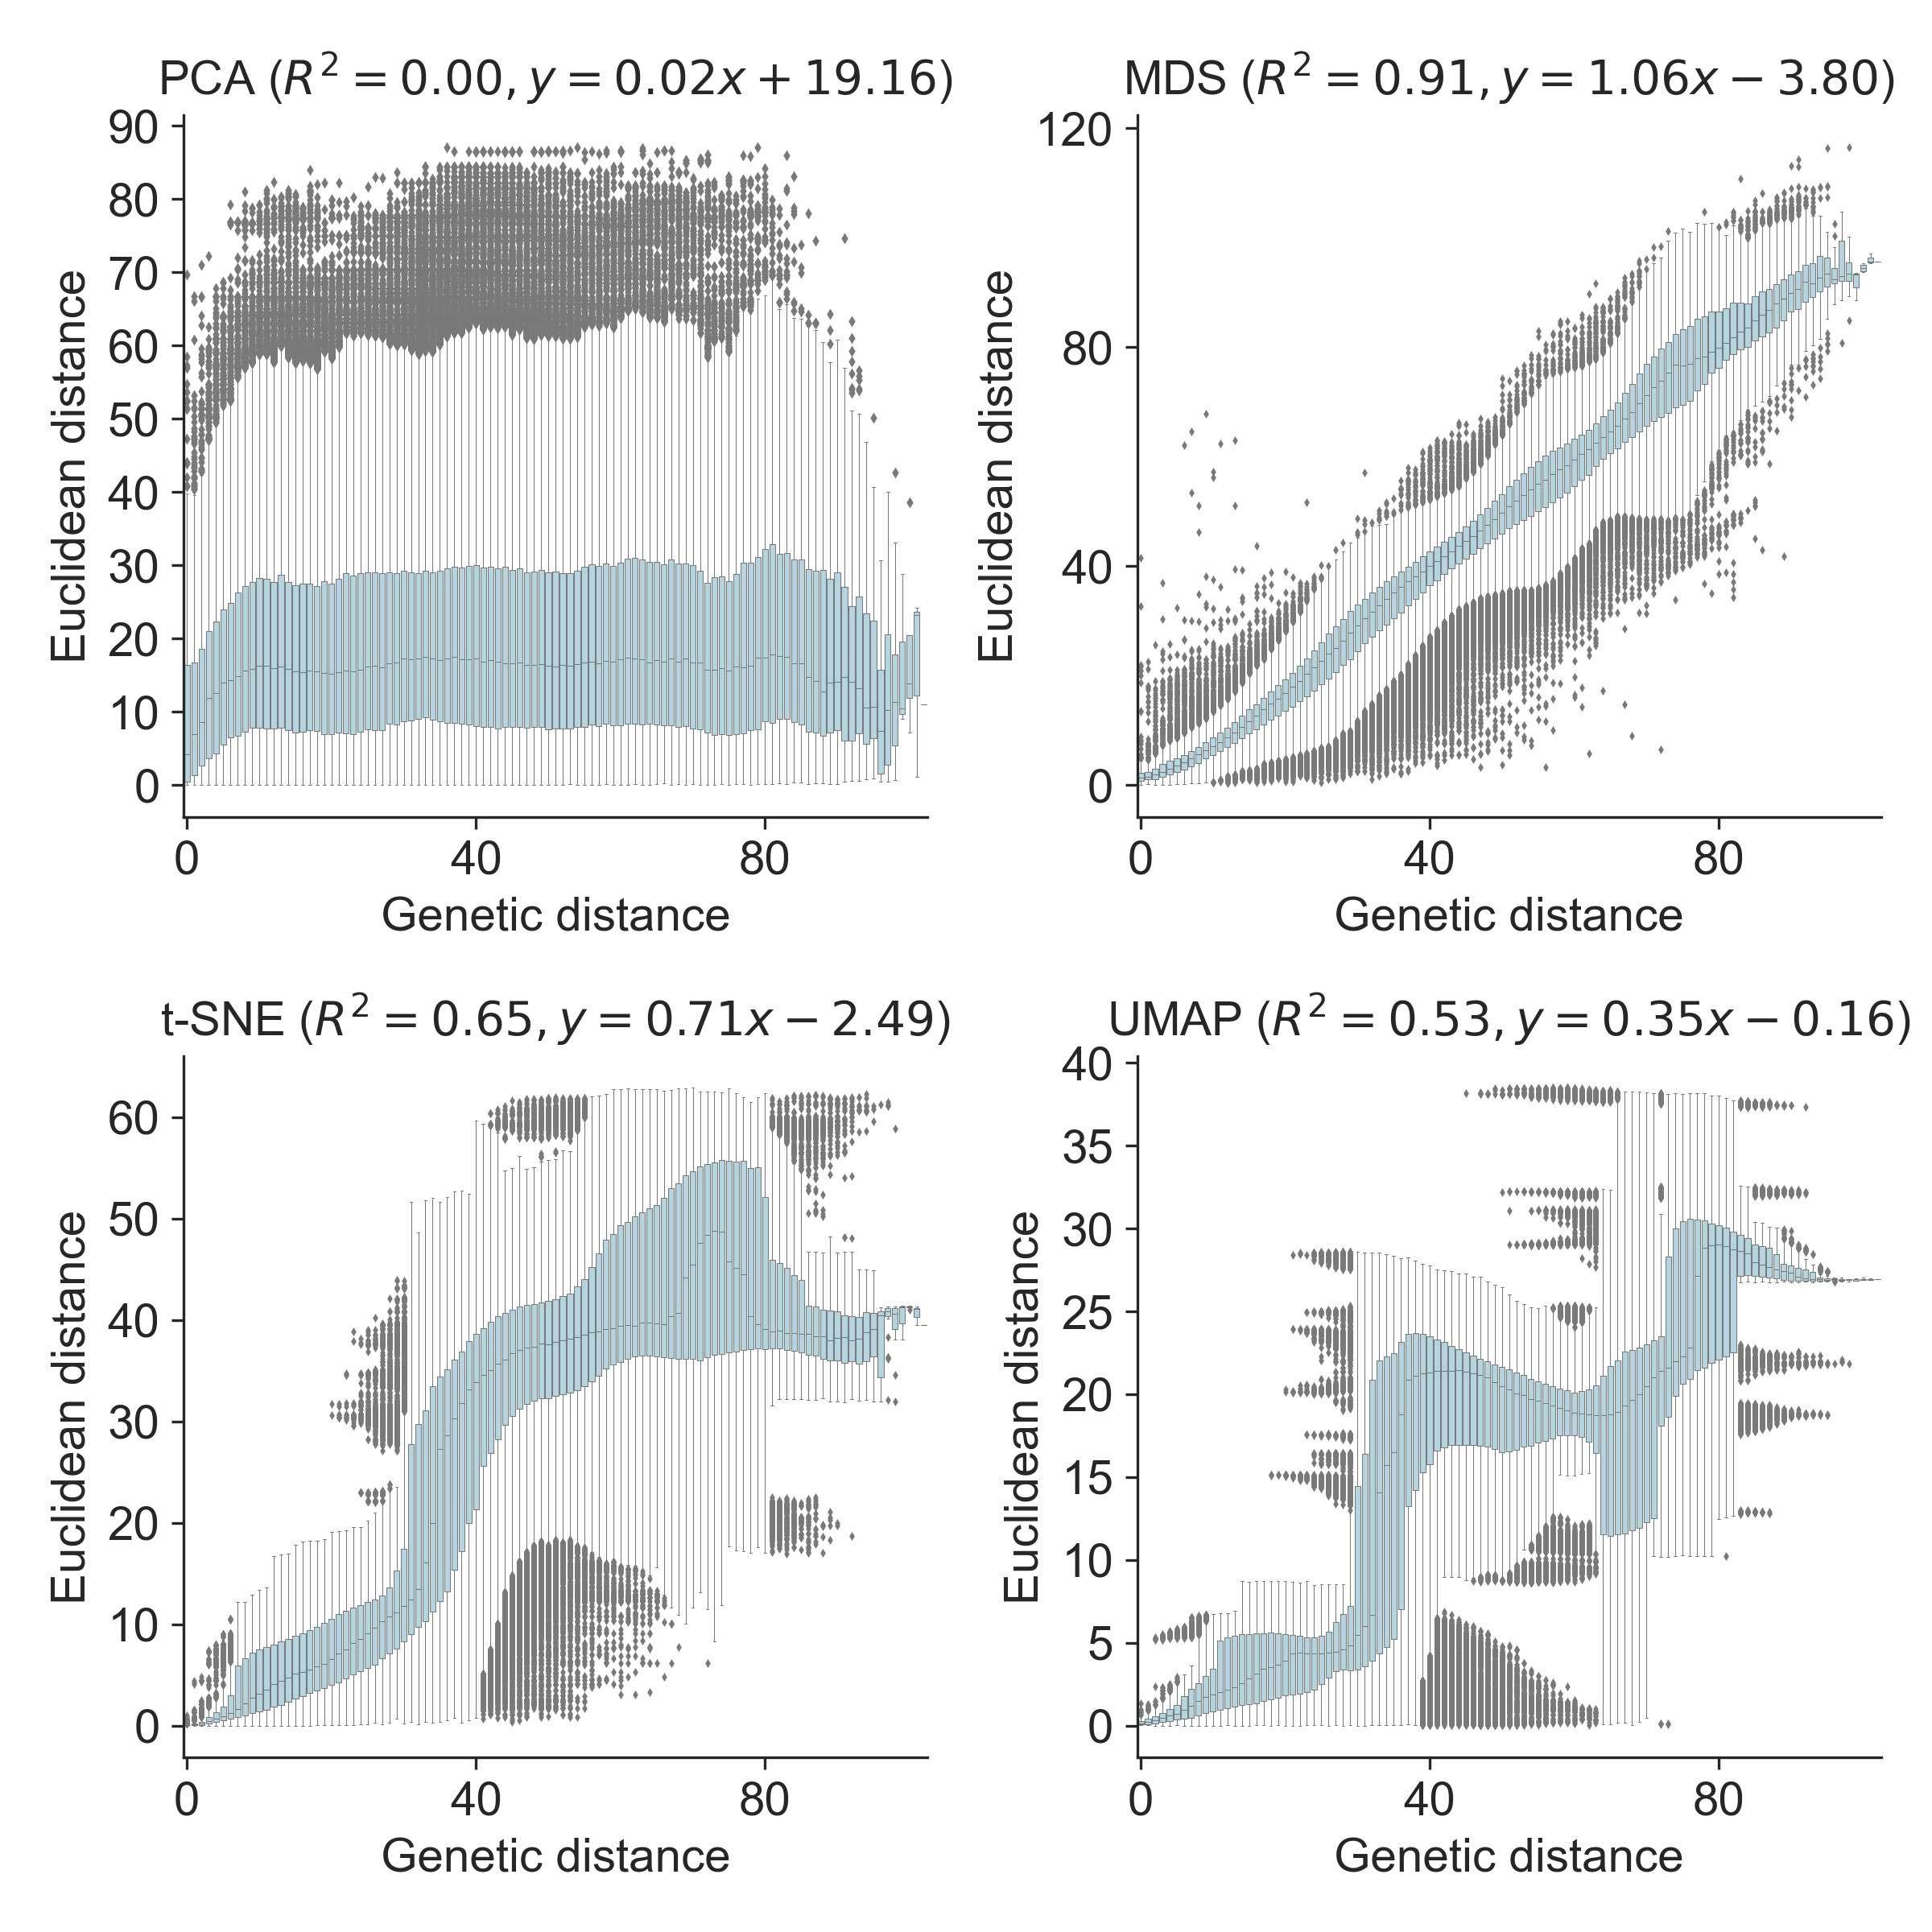 PCA (R² = 0.00, y = 0.02x + 19.16)
90
80
70
60
50
40
30
20
10
0
Euclidean distance
0 40 80
Genetic distance
MDS (R² = 0.91, y = 1.06x − 3.80)
120
80
40
0
Euclidean distance
0 40 80
Genetic distance
t-SNE (R² = 0.65, y = 0.71x − 2.49)
60
50
40
30
20
10
0
Euclidean distance
0 40 80
Genetic distance
UMAP (R² = 0.53, y = 0.35x − 0.16)
40
35
30
25
20
15
10
5
0
Euclidean distance
0 40 80
Genetic distance